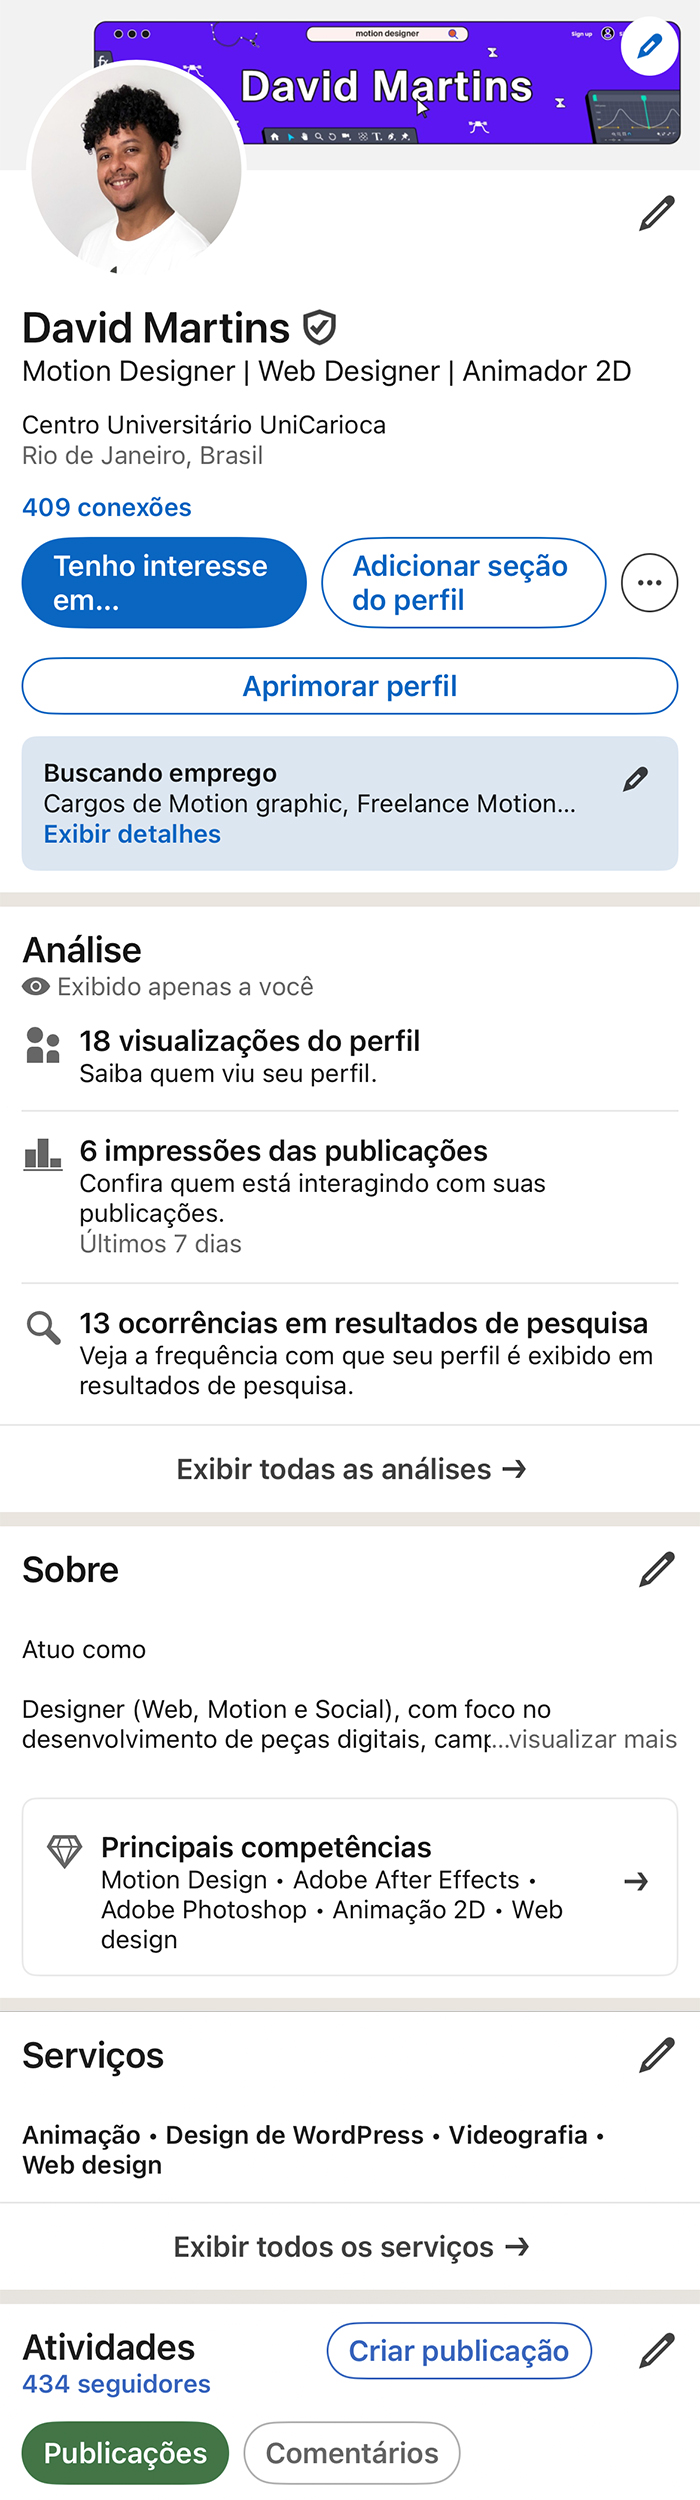 motion designer
Sign up
David Martins
David Martins
Motion Designer | Web Designer | Animador 2D
Centro Universitário UniCarioca
Rio de Janeiro, Brasil
409 conexões
Tenho interesse
em...
Adicionar seção
do perfil
Aprimorar perfil
Buscando emprego
Cargos de Motion graphic, Freelance Motion...
Exibir detalhes
Análise
Exibido apenas a você
18 visualizações do perfil
Saiba quem viu seu perfil.
6 impressões das publicações
Confira quem está interagindo com suas
publicações.
Últimos 7 dias
13 ocorrências em resultados de pesquisa
Veja a frequência com que seu perfil é exibido em
resultados de pesquisa.
Exibir todas as análises →
Sobre
Atuo como
Designer (Web, Motion e Social), com foco no
desenvolvimento de peças digitais, camp...visualizar mais
Principais competências
Motion Design • Adobe After Effects •
Adobe Photoshop • Animação 2D • Web
design
Serviços
Animação • Design de WordPress • Videografia •
Web design
Exibir todos os serviços →
Atividades
Criar publicação
434 seguidores
Publicações
Comentários